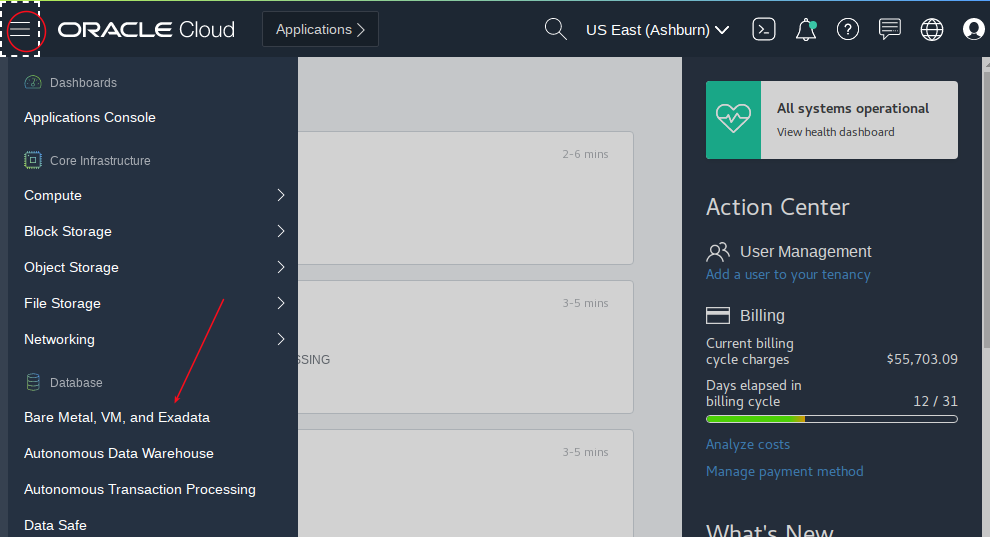 ORACLE Cloud
Applications
US East (Ashburn)
Dashboards
Applications Console
Core Infrastructure
Compute
Block Storage
Object Storage
File Storage
Networking
Database
Bare Metal, VM, and Exadata
Autonomous Data Warehouse
Autonomous Transaction Processing
Data Safe
2-6 mins
3-5 mins
SSING
3-5 mins
All systems operational
View health dashboard
Action Center
User Management
Add a user to your tenancy
Billing
Current billing
cycle charges $55,703.09
Days elapsed in
billing cycle 12 / 31
Analyze costs
Manage payment method
What's New